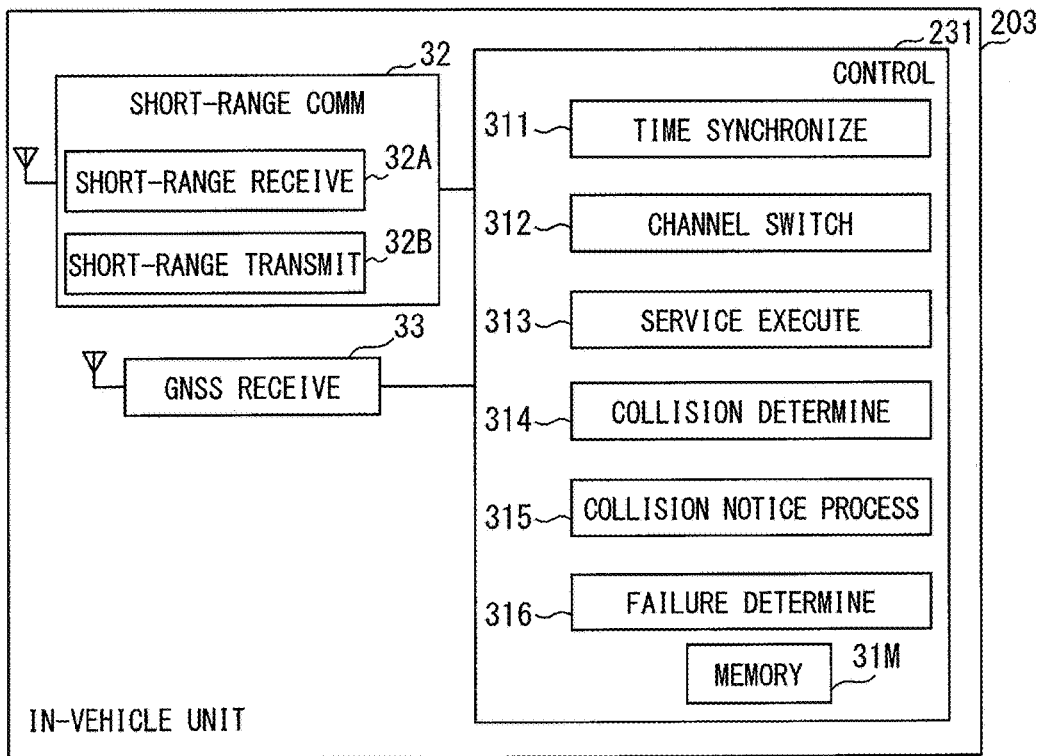 203
231
32
CONTROL
SHORT-RANGE COMM
311
TIME SYNCHRONIZE
32A
SHORT-RANGE RECEIVE
312
CHANNEL SWITCH
32B
SHORT-RANGE TRANSMIT
313
SERVICE EXECUTE
33
GNSS RECEIVE
314
COLLISION DETERMINE
315
COLLISION NOTICE PROCESS
316
FAILURE DETERMINE
31M
MEMORY
IN-VEHICLE UNIT